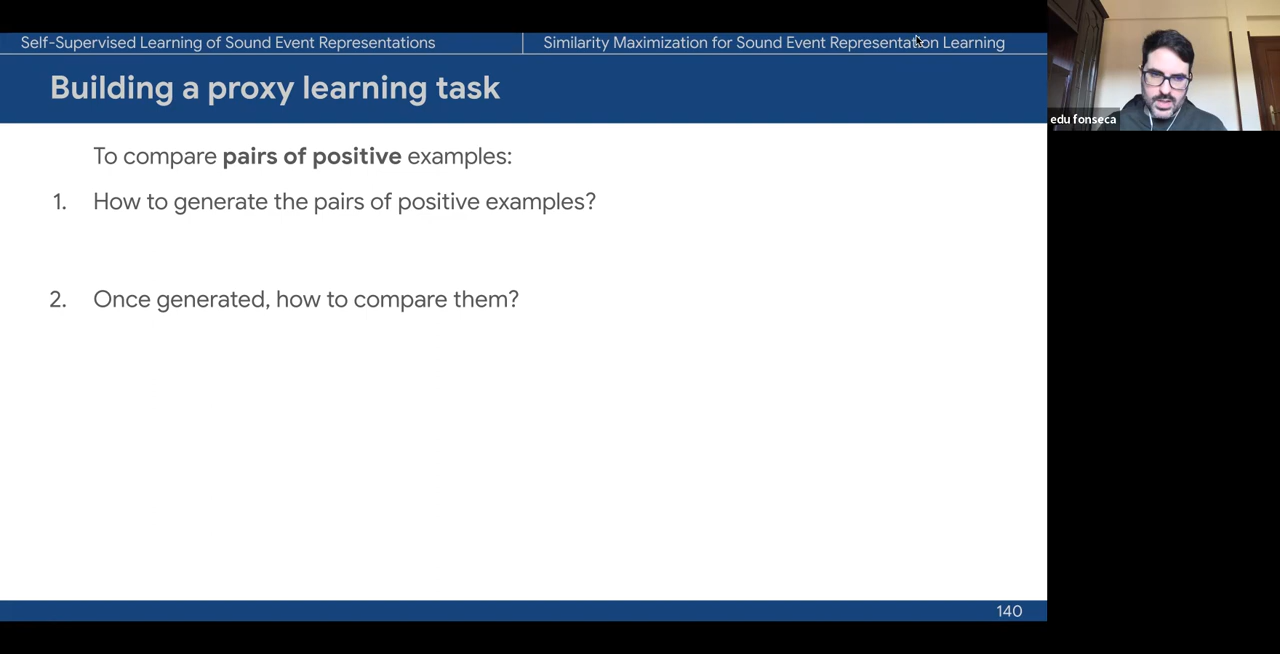 Self-Supervised Learning of Sound Event Representations
Similarity Maximization for Sound Event Representation Learning
Building a proxy learning task
edu fonseca
To compare pairs of positive examples:
1. How to generate the pairs of positive examples?
2. Once generated, how to compare them?
140